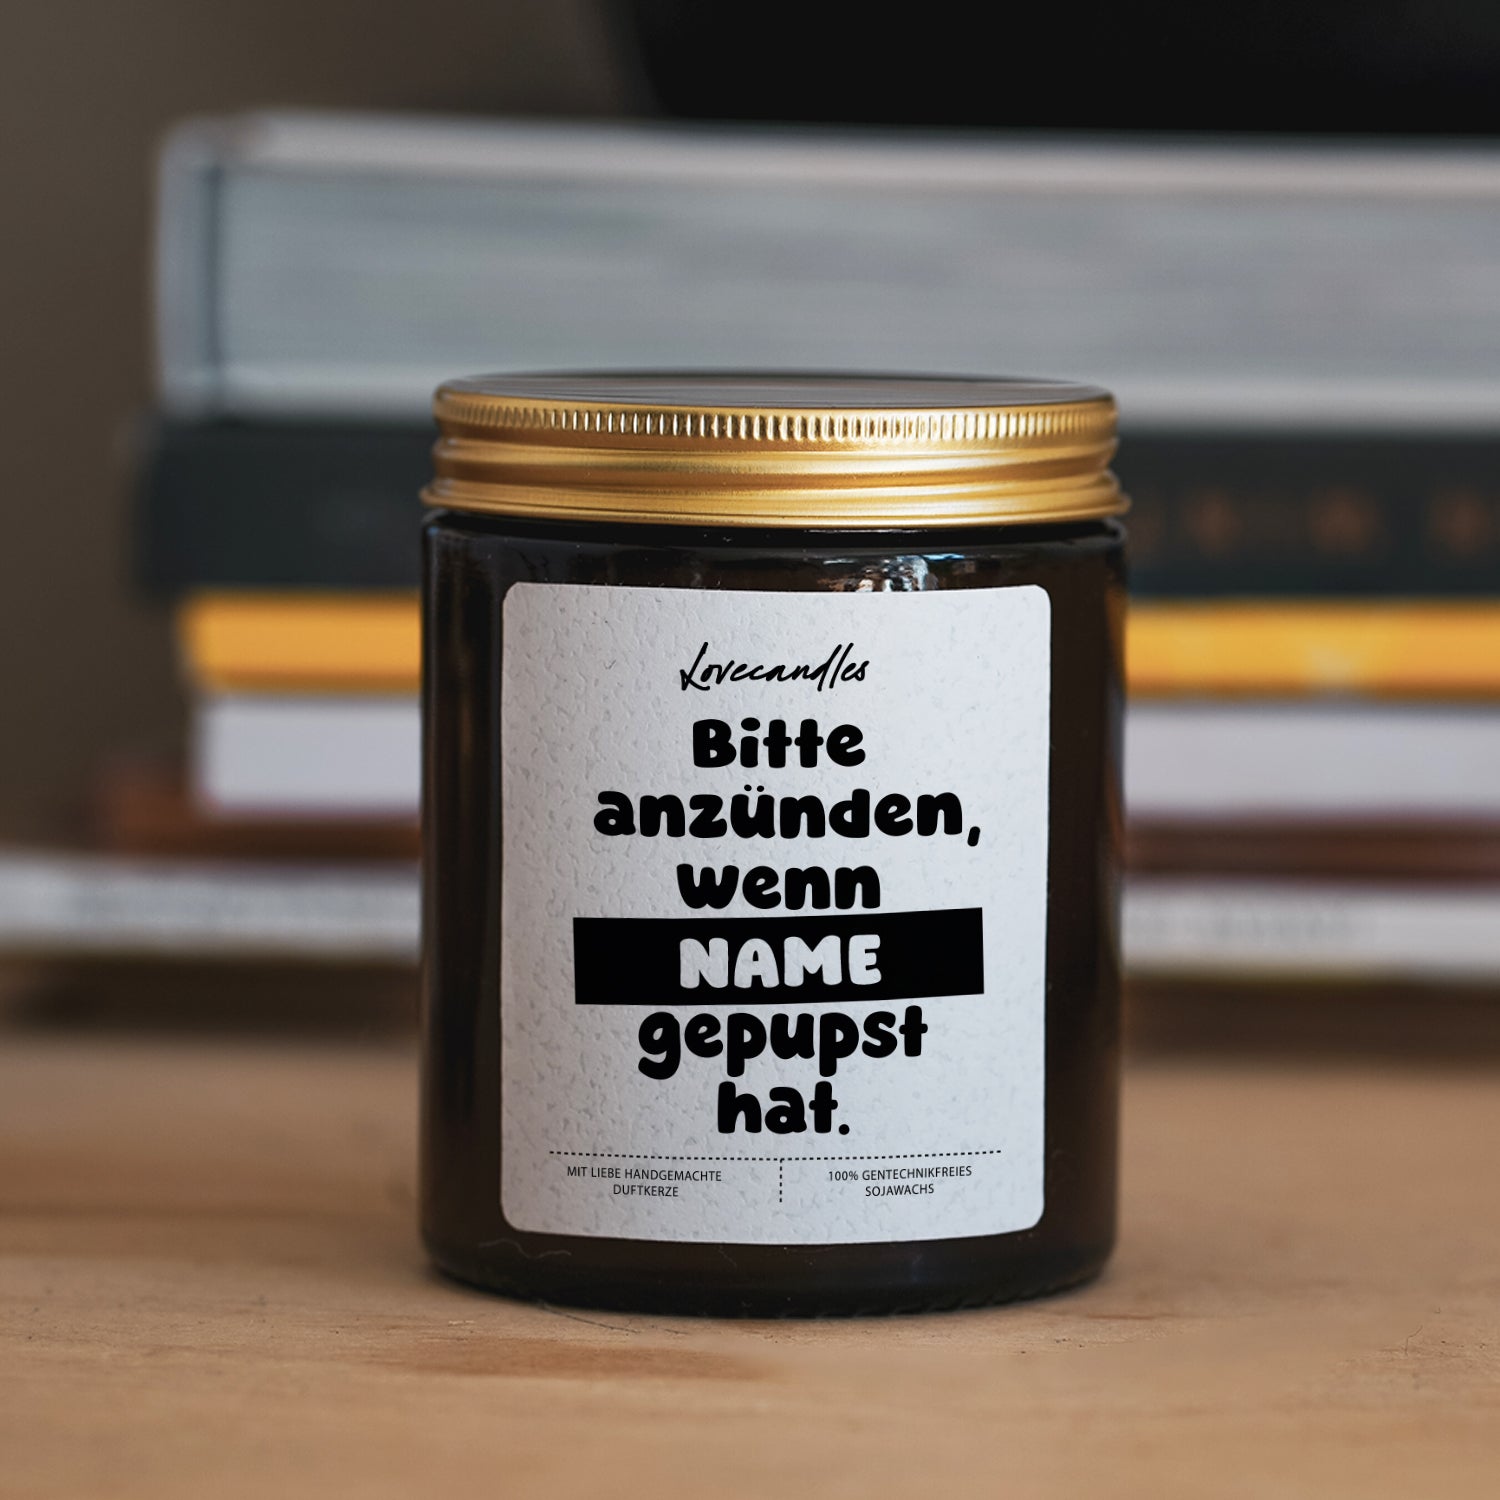 Lovecandles
Bitte
anzünden,
wenn
NAME
gepupst
hat.
MIT LIEBE HANDGEMACHTE
DUFTKERZE
100% GENTECHNIKFREIES
SOJAWACHS